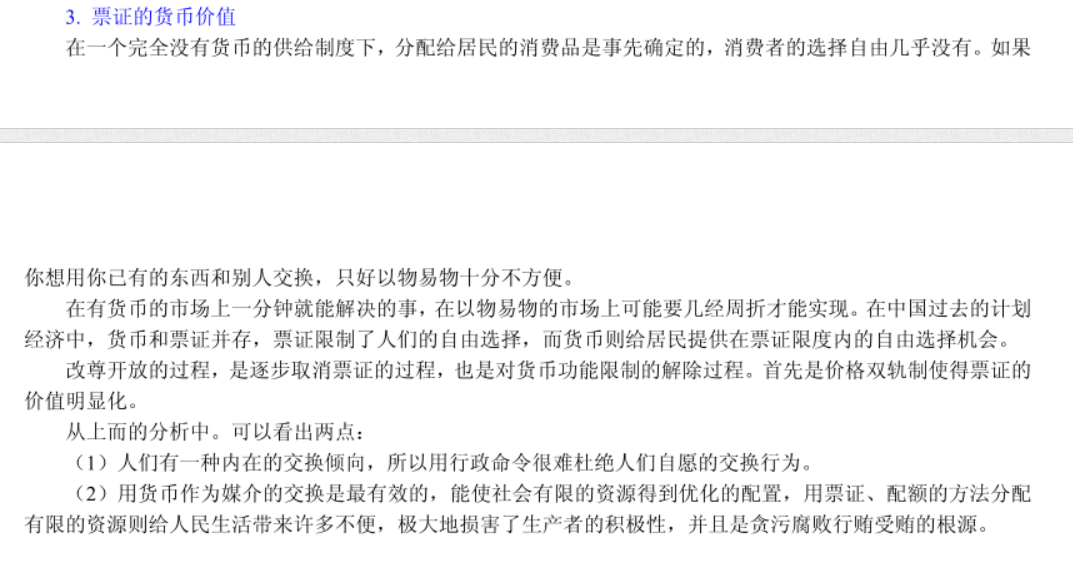 3. 票证的货币价值
在一个完全没有货币的供给制度下，分配给居民的消费品是事先确定的，消费者的选择自由几乎没有。如果
你想用你已有的东西和别人交换，只好以物易物十分不方便。
在有货币的市场上一分钟就能解决的事，在以物易物的市场上可能要几经周折才能实现。在中国过去的计划
经济中，货币和票证并存，票证限制了人们的自由选择，而货币则给居民提供在票证限度内的自由选择机会。
改尊开放的过程，是逐步取消票证的过程，也是对货币功能限制的解除过程。首先是价格双轨制使得票证的
价值明显化。
从上而的分析中。可以看出两点：
（1）人们有一种内在的交换倾向，所以用行政命令很难杜绝人们自愿的交换行为。
（2）用货币作为媒介的交换是最有效的，能使社会有限的资源得到优化的配置，用票证、配额的方法分配
有限的资源则给人民生活带来许多不便，极大地损害了生产者的积极性，并且是贪污腐败行贿受贿的根源。